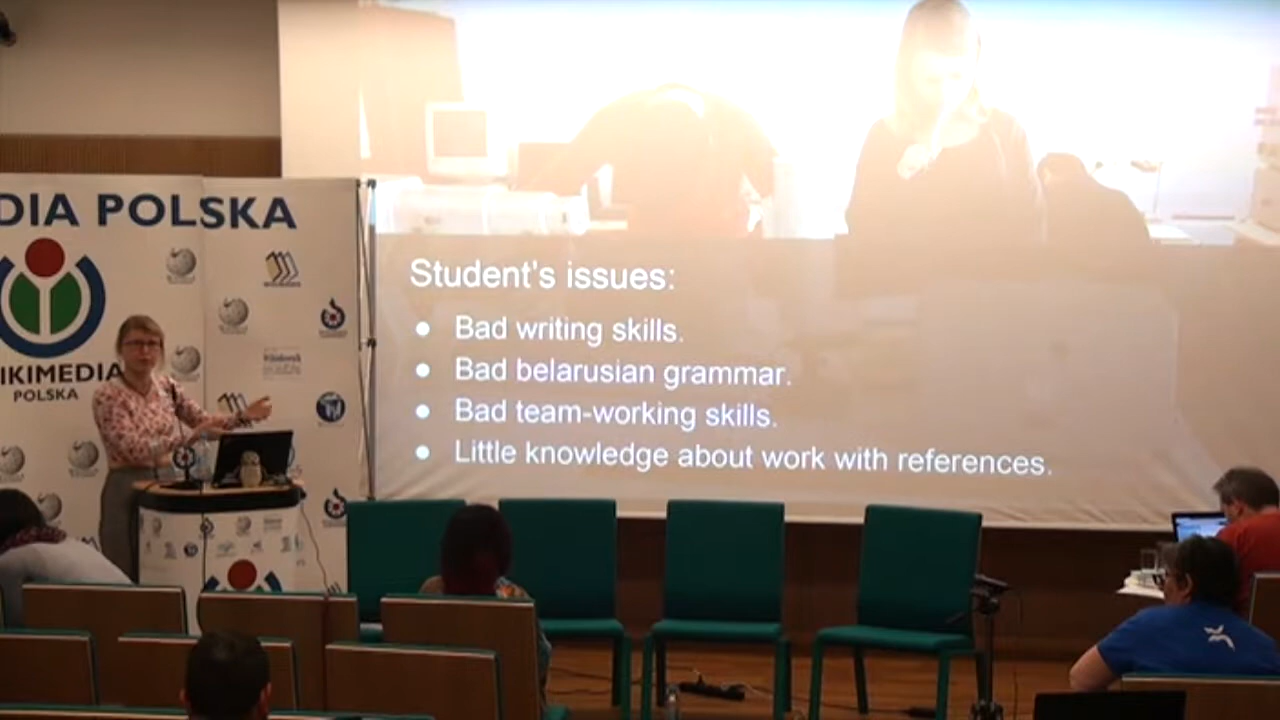 DIA POLSKA
IKIMEDIA
POLSKA
Student's issues:
● Bad writing skills.
● Bad belarusian grammar.
● Bad team-working skills.
● Little knowledge about work with references.